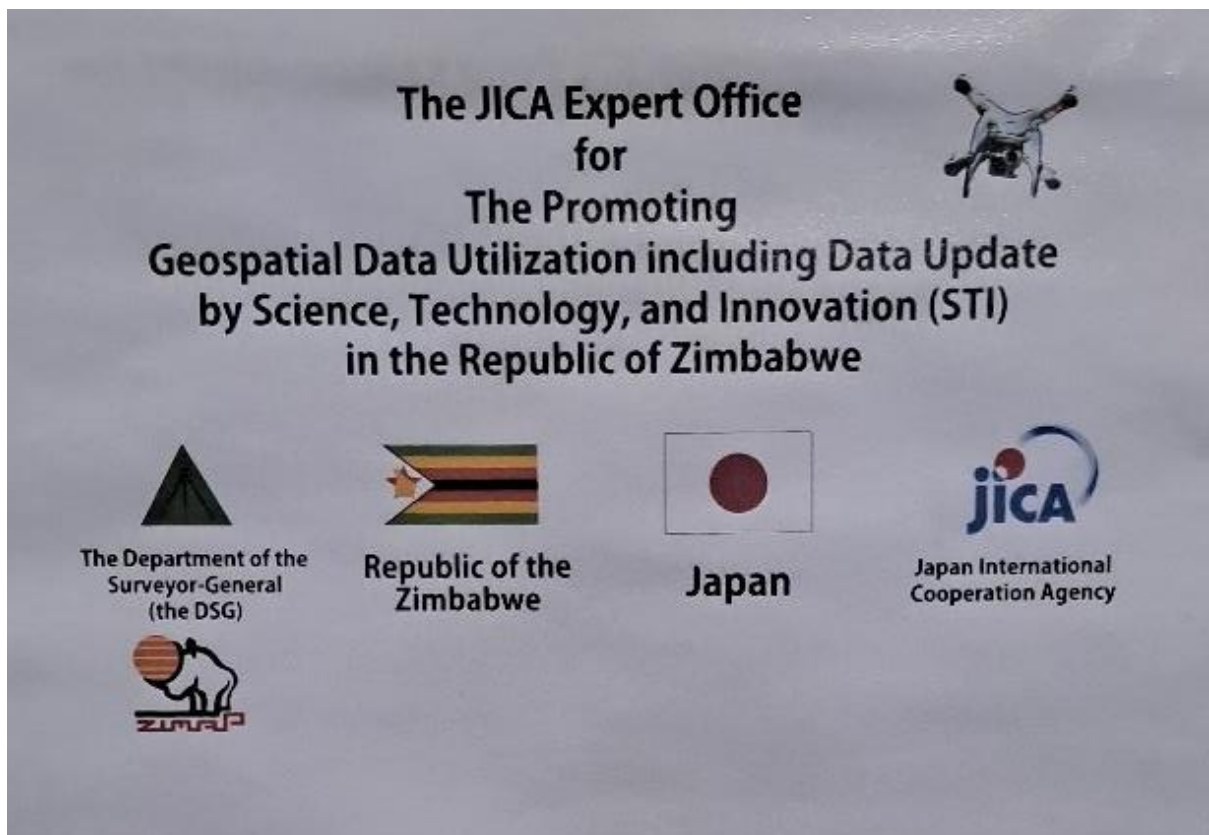 The JICA Expert Office
for
The Promoting
Geospatial Data Utilization including Data Update
by Science, Technology, and Innovation (STI)
in the Republic of Zimbabwe
The Department of the
Surveyor-General
(the DSG)
ZIMAP
Republic of the
Zimbabwe
Japan
jICA
Japan International
Cooperation Agency